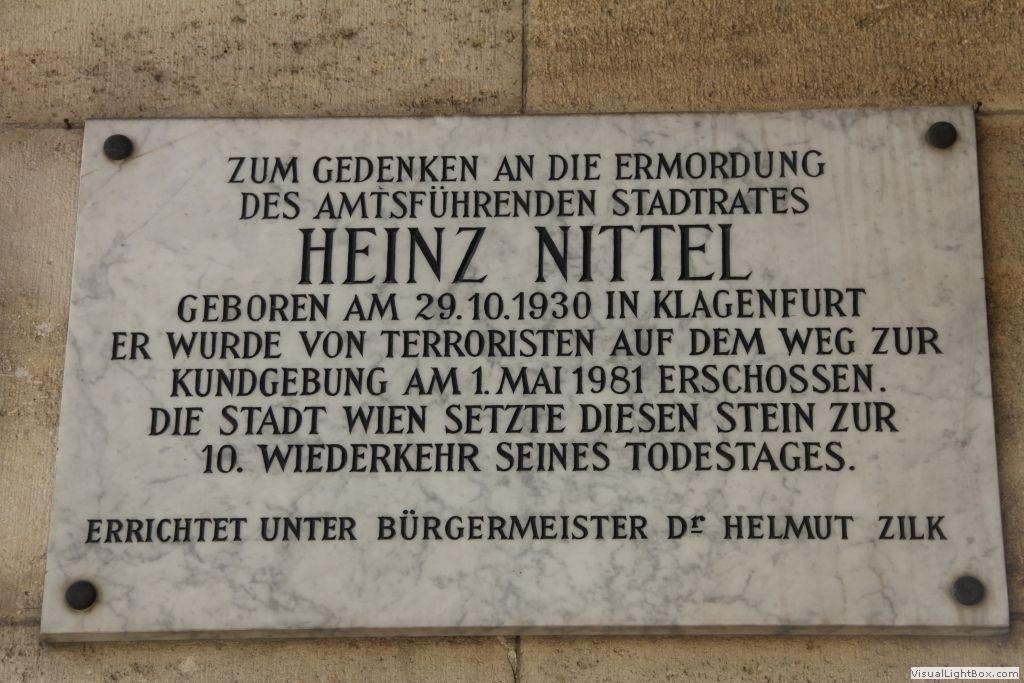 ZUM GEDENKEN AN DIE ERMORDUNG
DES AMTSFÜHRENDEN STADTRATES
HEINZ NITTEL
GEBOREN AM 29.10.1930 IN KLAGENFURT
ER WURDE VON TERRORISTEN AUF DEM WEG ZUR
KUNDGEBUNG AM 1. MAI 1981 ERSCHOSSEN.
DIE STADT WIEN SETZTE DIESEN STEIN ZUR
10. WIEDERKEHR SEINES TODESTAGES.
ERRICHTET UNTER BÜRGERMEISTER Dr HELMUT ZILK
VisualLightBox.com